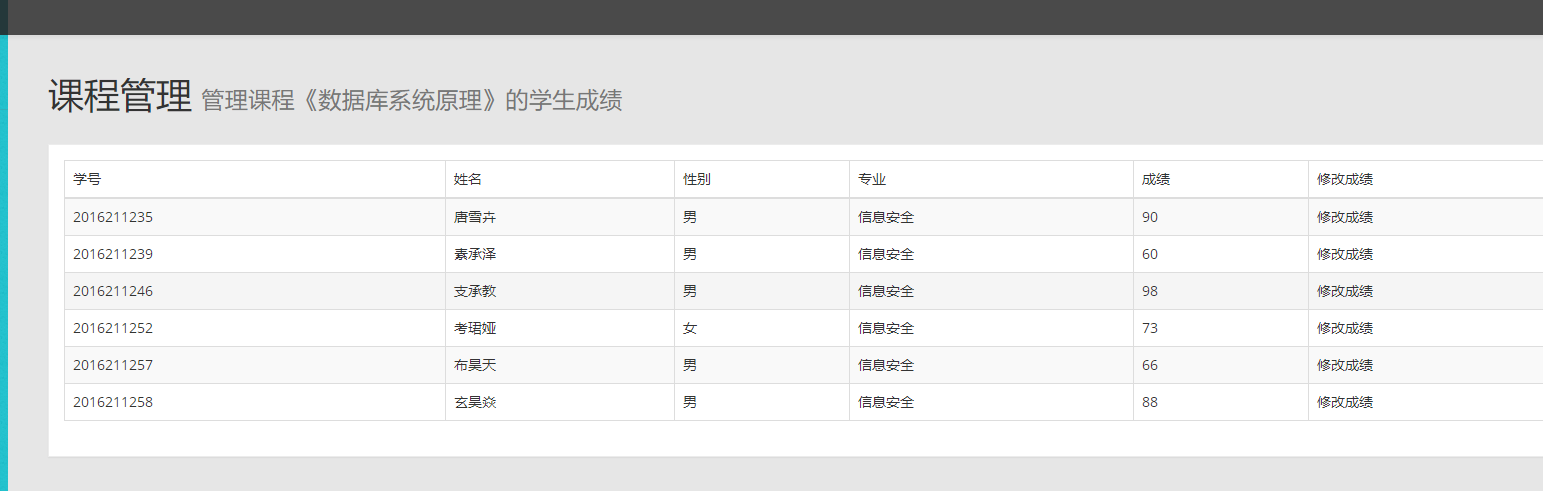 课程管理 管理课程《数据库系统原理》的学生成绩
学号 姓名 性别 专业 成绩 修改成绩
2016211235 唐雪卉 男 信息安全 90 修改成绩
2016211239 素承泽 男 信息安全 60 修改成绩
2016211246 支承教 男 信息安全 98 修改成绩
2016211252 考珺娅 女 信息安全 73 修改成绩
2016211257 布昊天 男 信息安全 66 修改成绩
2016211258 玄昊焱 男 信息安全 88 修改成绩